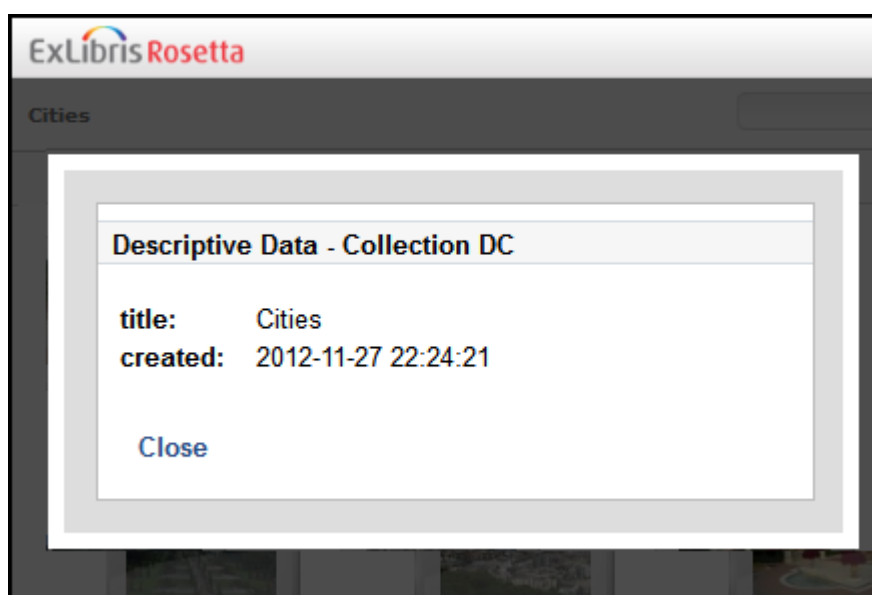 ExLibris Rosetta
Cities
Descriptive Data - Collection DC
title: Cities
created: 2012-11-27 22:24:21
Close